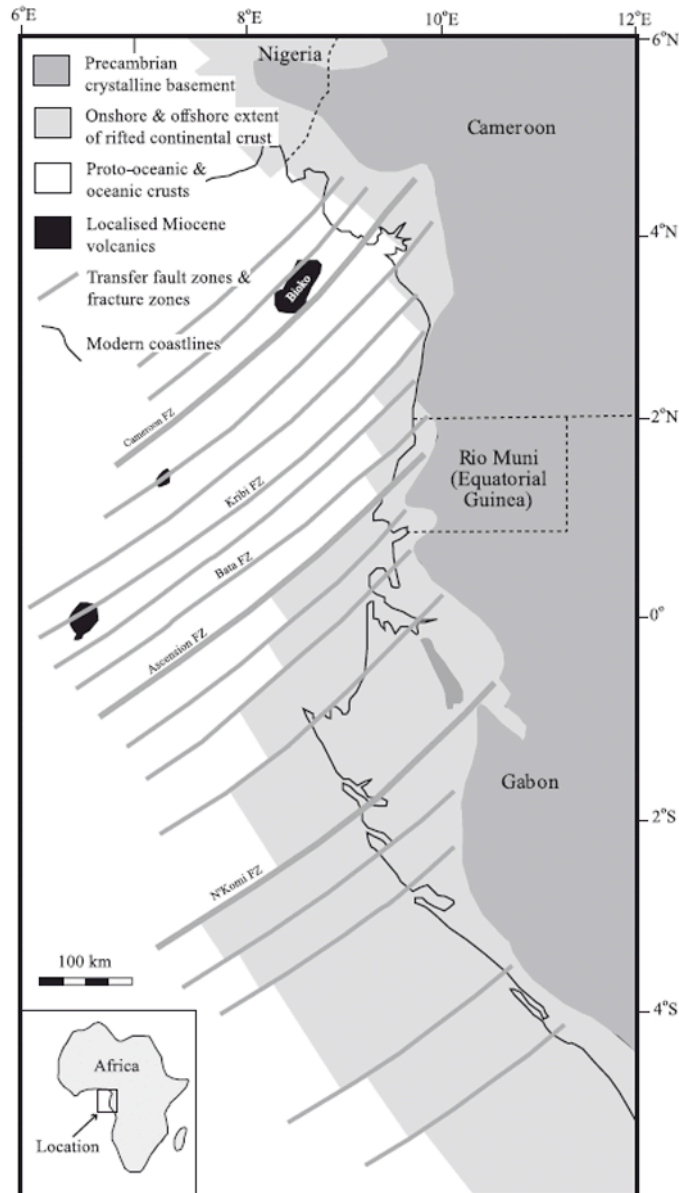 6°E
8°E
10°E
12°E
6°N
Nigeria
Precambrian
crystalline basement
Onshore & offshore extent
of rifted continental crust
Cameroon
Proto-oceanic &
oceanic crusts
Localised Miocene
volcanics
4°N
Bioko
Transfer fault zones &
fracture zones
Modern coastlines
2°N
Cameroon FZ
Rio Muni
(Equatorial
Guinea)
Kribi FZ
Bata FZ
0°
Ascension FZ
Gabon
2°S
N'Komi FZ
100 km
4°S
Africa
Location